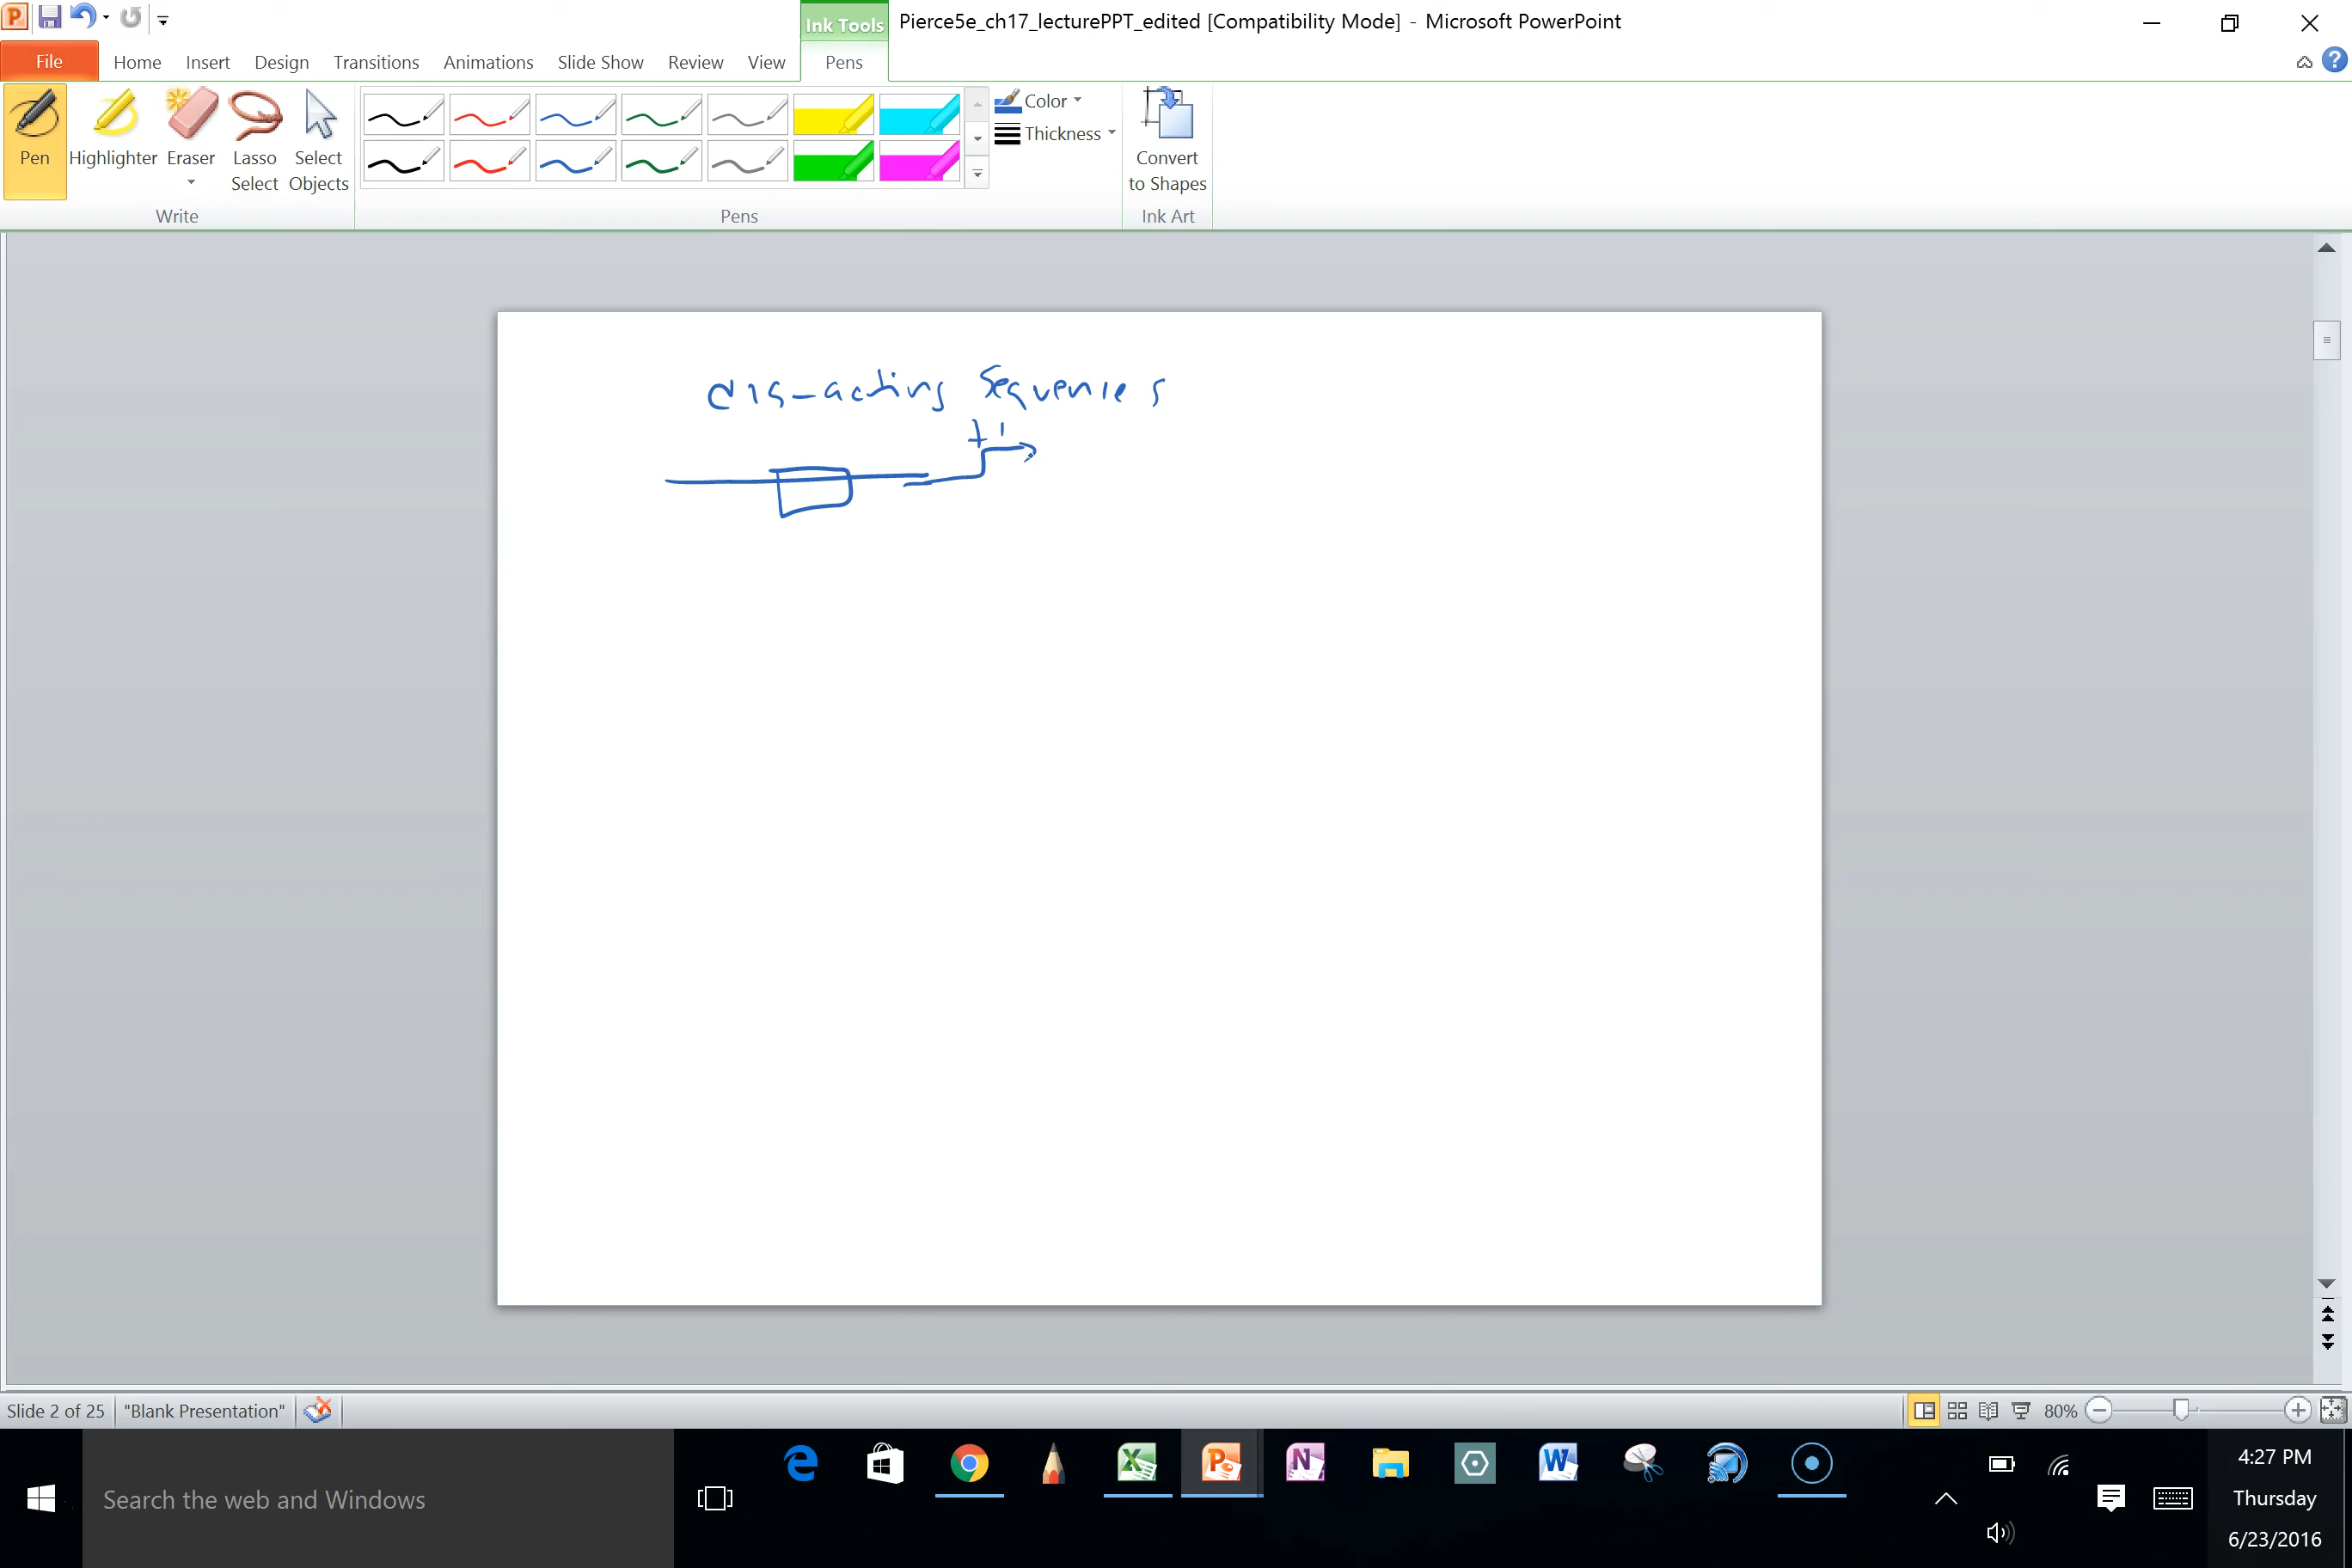 Ink Tools
Pierce5e_ch17_lecturePPT_edited [Compatibility Mode] - Microsoft PowerPoint
File Home Insert Design Transitions Animations Slide Show Review View Pens
Pen Highlighter Eraser Lasso Select Select Objects
Color
Thickness
Convert to Shapes
Write Pens Ink Art
cis-acting Sequences
+1
Slide 2 of 25 "Blank Presentation" 80%
Search the web and Windows
4:27 PM
Thursday
6/23/2016